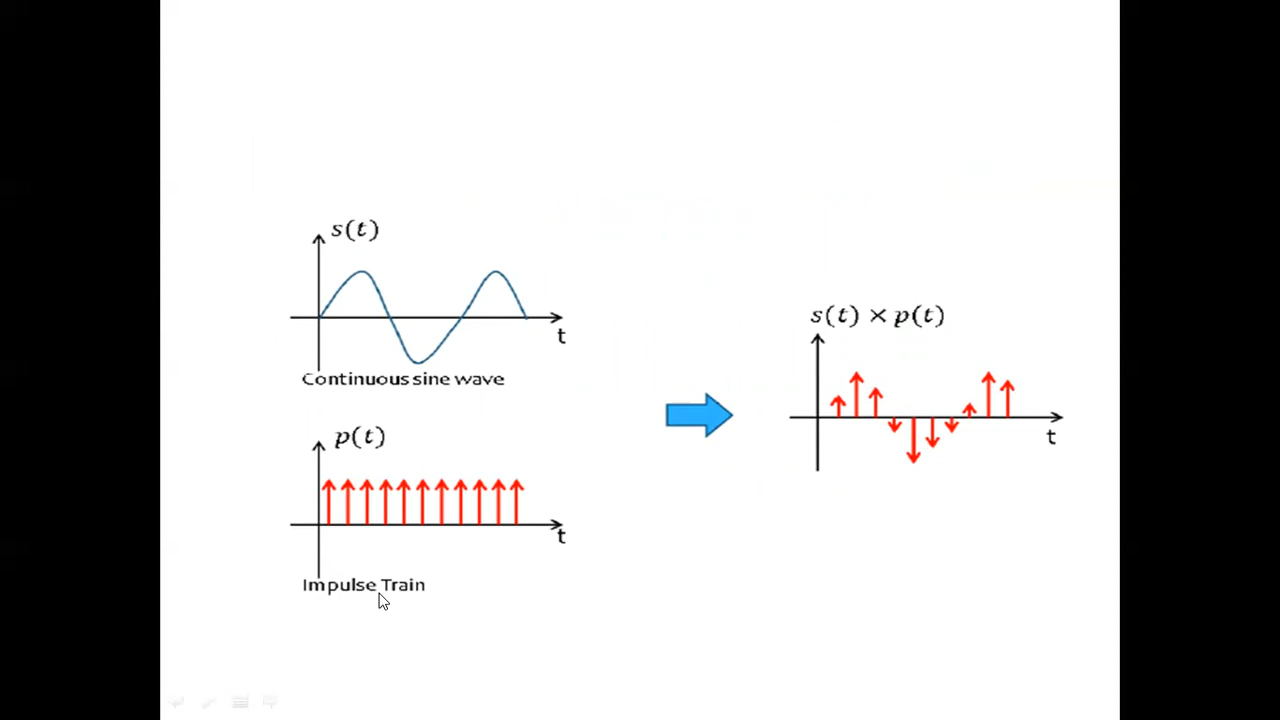 s(t)
t
Continuous sine wave
p(t)
t
Impulse Train
s(t) × p(t)
t